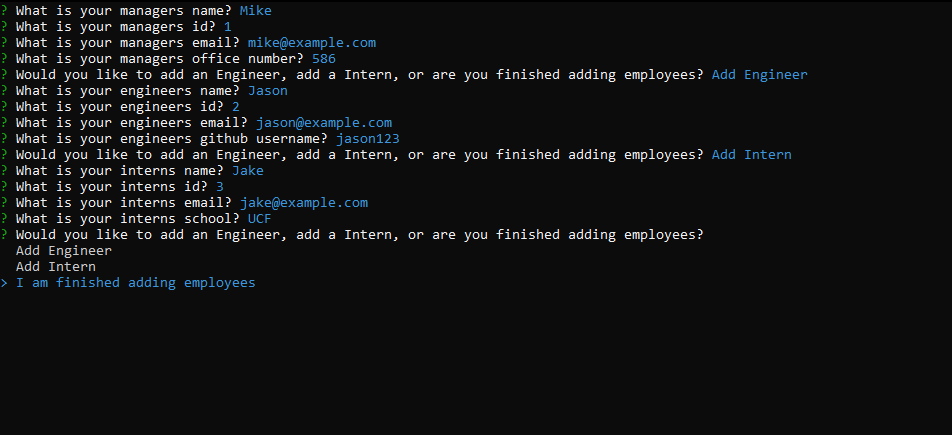 ? What is your managers name? Mike
? What is your managers id? 1
? What is your managers email? mike@example.com
? What is your managers office number? 586
? Would you like to add an Engineer, add a Intern, or are you finished adding employees? Add Engineer
? What is your engineers name? Jason
? What is your engineers id? 2
? What is your engineers email? jason@example.com
? What is your engineers github username? jason123
? Would you like to add an Engineer, add a Intern, or are you finished adding employees? Add Intern
? What is your interns name? Jake
? What is your interns id? 3
? What is your interns email? jake@example.com
? What is your interns school? UCF
? Would you like to add an Engineer, add a Intern, or are you finished adding employees?
  Add Engineer
  Add Intern
> I am finished adding employees